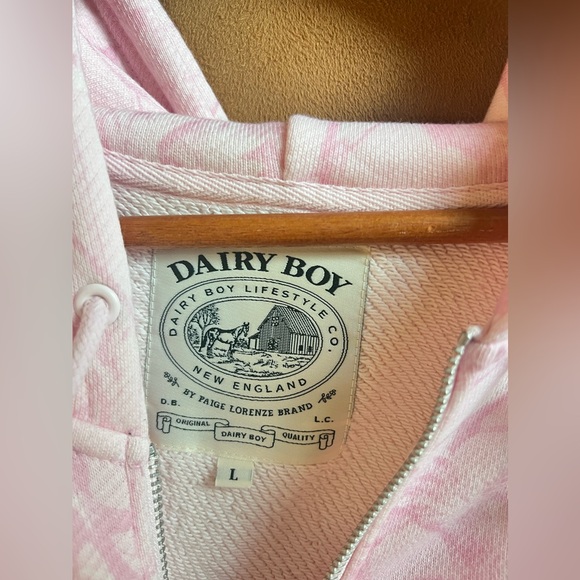 DAIRY BOY
DAIRY BOY LIFESTYLE CO.
NEW ENGLAND
BY PAIGE LORENZE BRAND
D.B. L.C.
ORIGINAL DAIRY BOY QUALITY
L